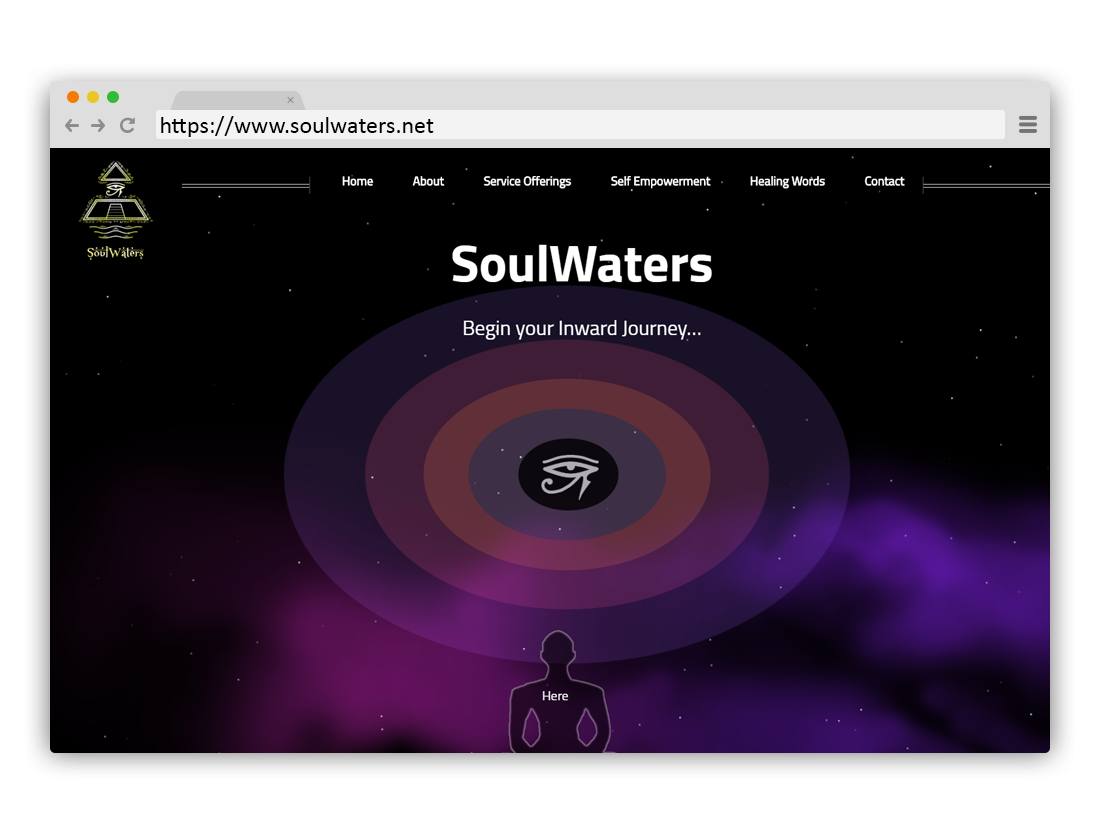 https://www.soulwaters.net
Home About Service Offerings Self Empowerment Healing Words Contact
SoulWaters
SoulWaters
Begin your Inward Journey...
Here